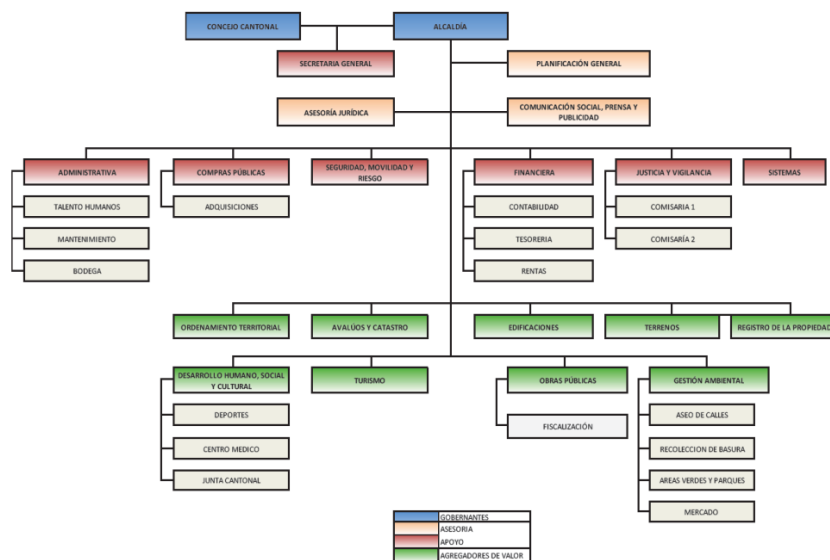 CONCEJO CANTONAL
ALCALDÍA
SECRETARIA GENERAL
PLANIFICACIÓN GENERAL
ASESORÍA JURÍDICA
COMUNICACIÓN SOCIAL, PRENSA Y
PUBLICIDAD
ADMINISTRATIVA
COMPRAS PÚBLICAS
SEGURIDAD, MOVILIDAD Y
RIESGO
FINANCIERA
JUSTICIA Y VIGILANCIA
SISTEMAS
TALENTO HUMANOS
ADQUISICIONES
CONTABILIDAD
COMISARIA 1
MANTENIMIENTO
TESORERIA
COMISARÍA 2
BODEGA
RENTAS
ORDENAMIENTO TERRITORIAL
AVALÚOS Y CATASTRO
EDIFICACIONES
TERRENOS
REGISTRO DE LA PROPIEDAD
DESARROLLO HUMANO, SOCIAL
Y CULTURAL
TURISMO
OBRAS PÚBLICAS
GESTIÓN AMBIENTAL
DEPORTES
FISCALIZACIÓN
ASEO DE CALLES
CENTRO MEDICO
RECOLECCION DE BASURA
JUNTA CANTONAL
AREAS VERDES Y PARQUES
MERCADO
GOBERNANTES
ASESORIA
APOYO
AGREGADORES DE VALOR